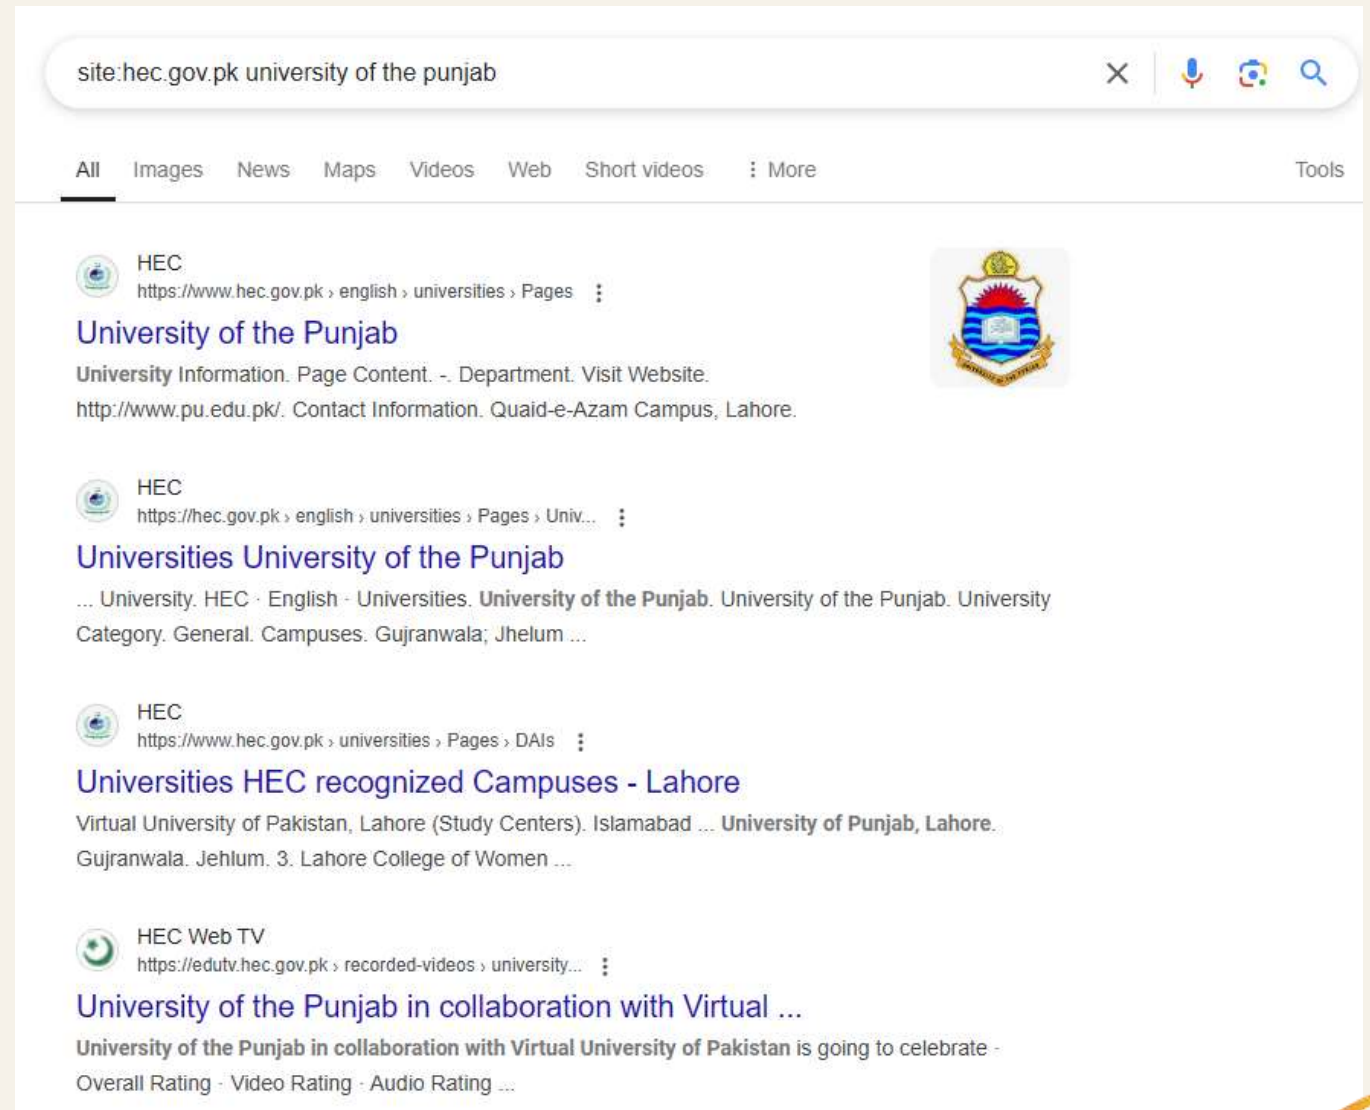 site:hec.gov.pk university of the punjab
All Images News Maps Videos Web Short videos More Tools
HEC
https://www.hec.gov.pk › english › universities › Pages
University of the Punjab
University Information. Page Content. -. Department. Visit Website.
http://www.pu.edu.pk/. Contact Information. Quaid-e-Azam Campus, Lahore.
HEC
https://hec.gov.pk › english › universities › Pages › Univ...
Universities University of the Punjab
... University. HEC · English · Universities. University of the Punjab. University of the Punjab. University
Category. General. Campuses. Gujranwala; Jhelum ...
HEC
https://www.hec.gov.pk › universities › Pages › DAIs
Universities HEC recognized Campuses - Lahore
Virtual University of Pakistan, Lahore (Study Centers). Islamabad ... University of Punjab, Lahore.
Gujranwala. Jehlum. 3. Lahore College of Women ...
HEC Web TV
https://edutv.hec.gov.pk › recorded-videos › university...
University of the Punjab in collaboration with Virtual ...
University of the Punjab in collaboration with Virtual University of Pakistan is going to celebrate -
Overall Rating · Video Rating · Audio Rating ...